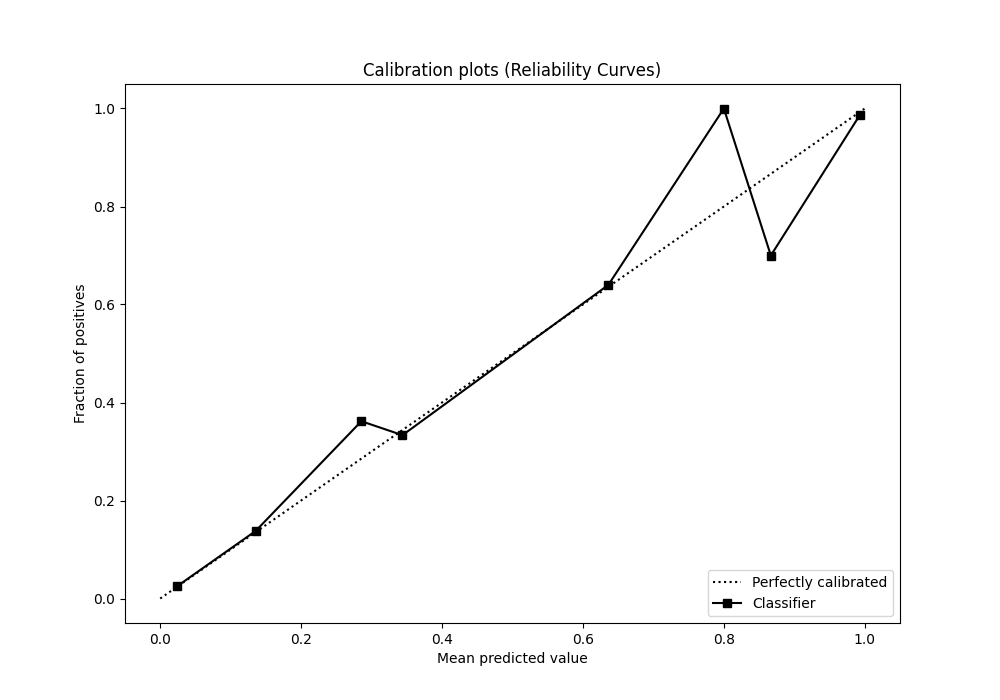 Calibration plots (Reliability Curves)
1.0
0.8
0.6
0.4
0.2
0.0
Fraction of positives
0.0 0.2 0.4 0.6 0.8 1.0
Mean predicted value
Perfectly calibrated
Classifier